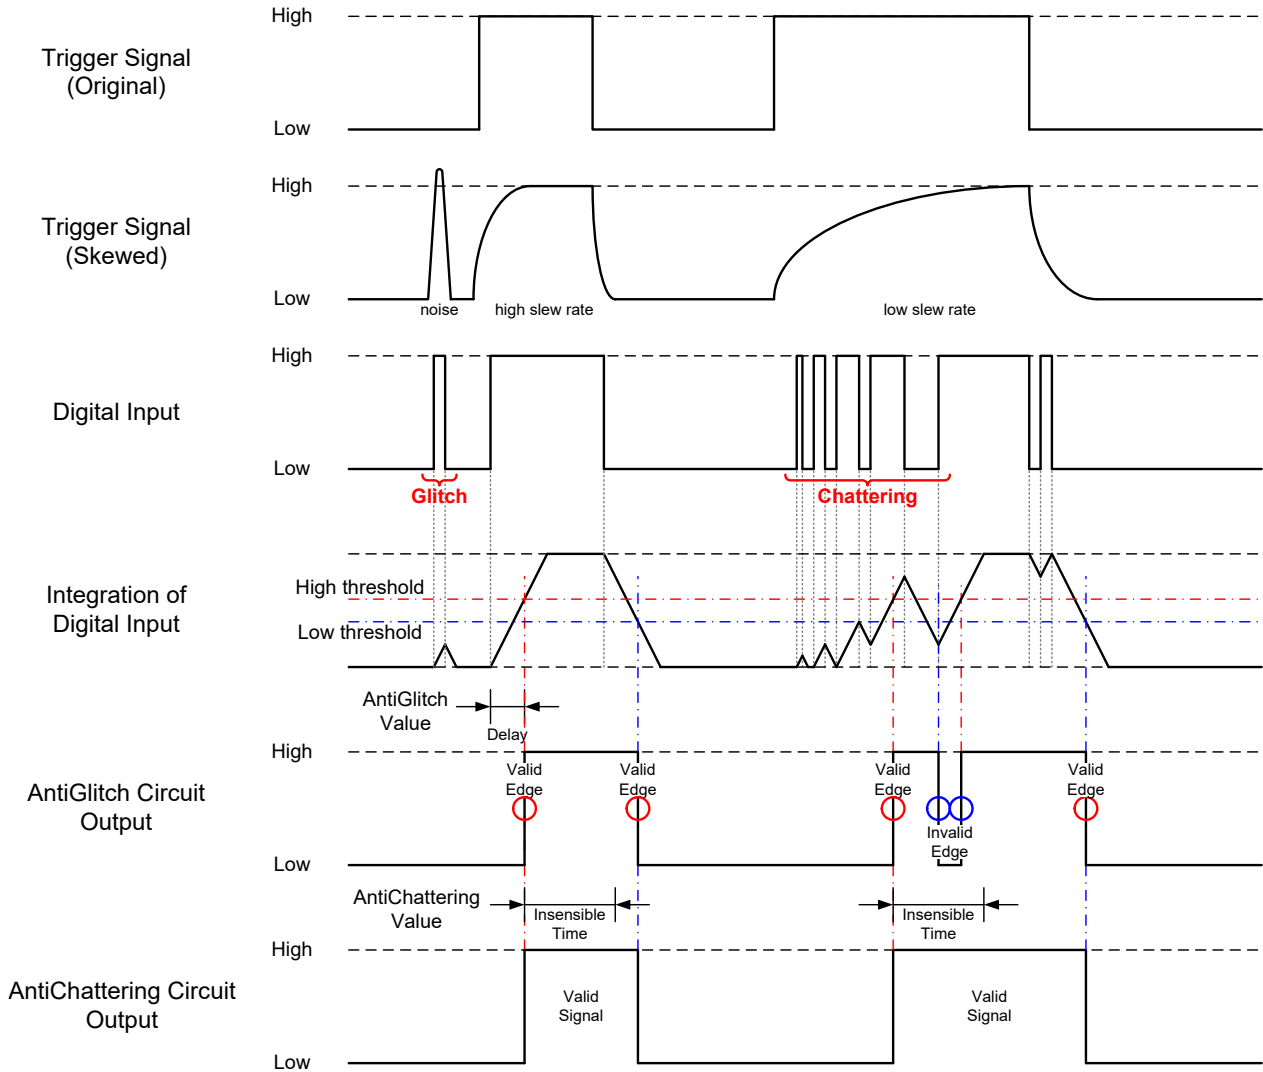 High
Trigger Signal
(Original)
Low
High
Trigger Signal
(Skewed)
Low
noise
high slew rate
low slew rate
High
Digital Input
Low
Glitch
Chattering
High threshold
Integration of
Digital Input
Low threshold
AntiGlitch
Value
Delay
High
Valid
Edge
Valid
Edge
Valid
Edge
Valid
Edge
AntiGlitch Circuit
Output
Invalid
Edge
Low
AntiChattering
Value
Insensible
Time
Insensible
Time
High
AntiChattering Circuit
Output
Valid
Signal
Valid
Signal
Low